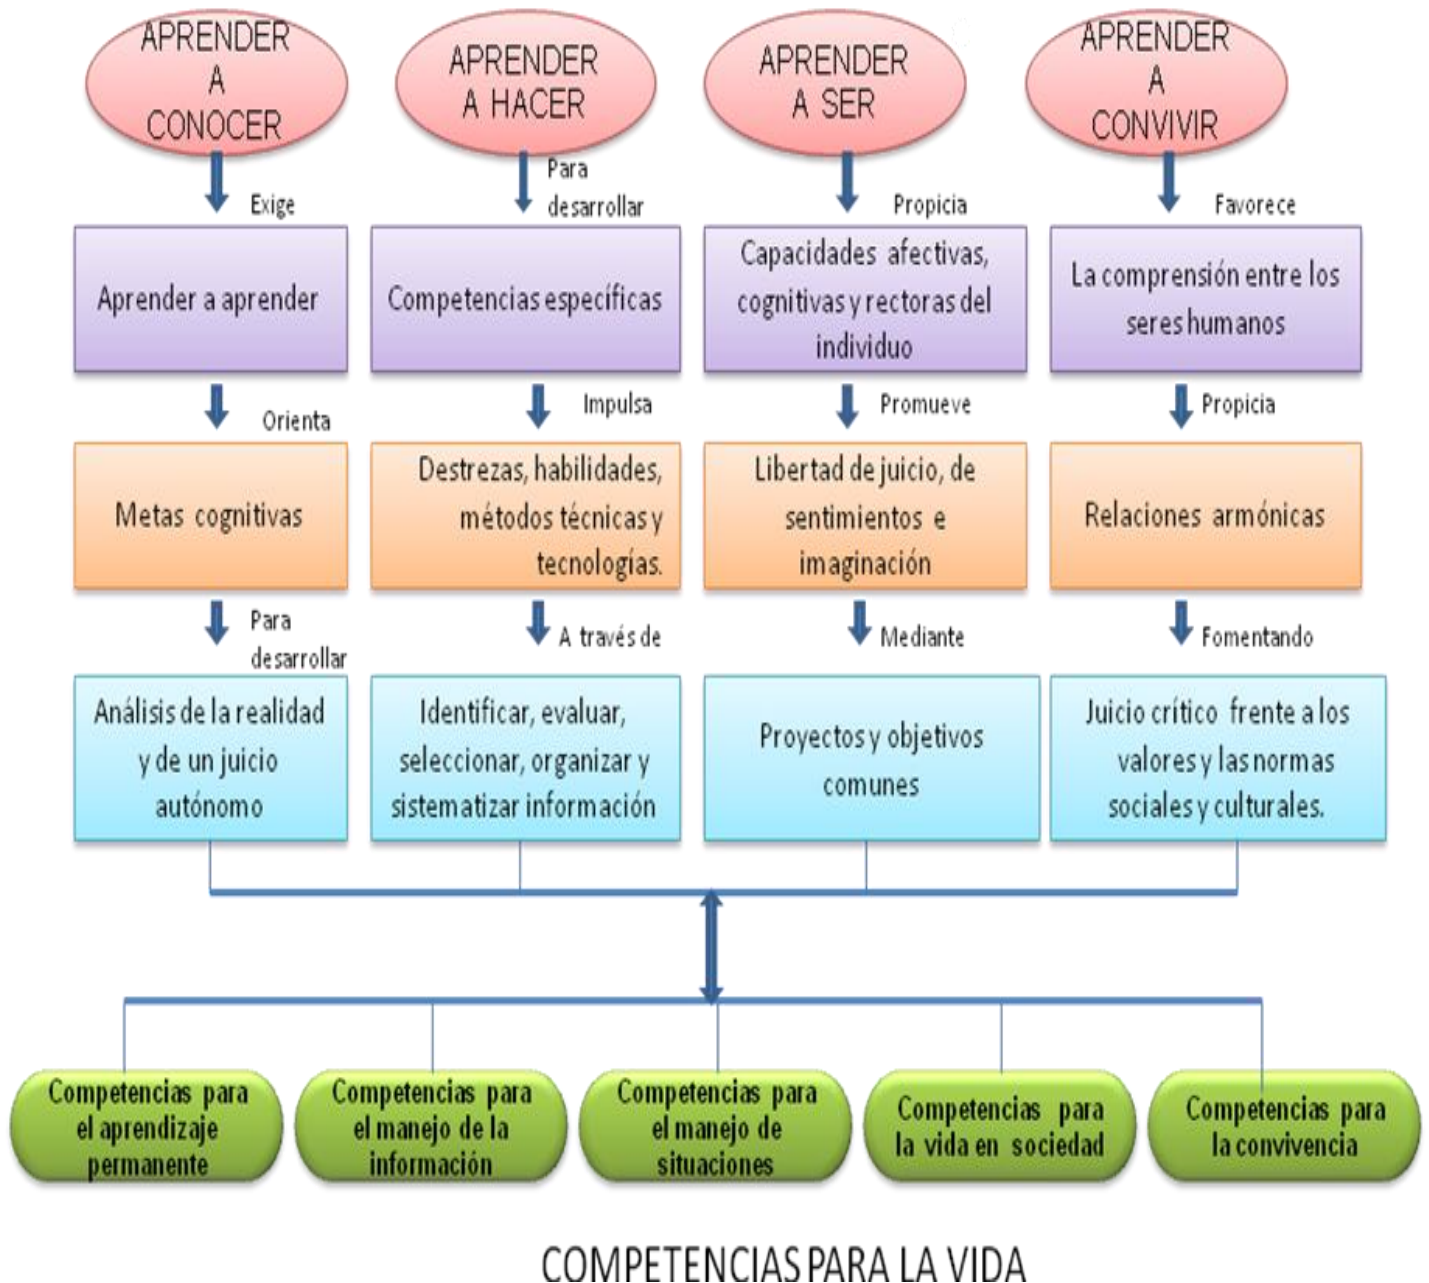 APRENDER
A
CONOCER
APRENDER
A HACER
APRENDER
A SER
APRENDER
A
CONVIVIR
Exige
Para
desarrollar
Propicia
Favorece
Aprender a aprender
Competencias específicas
Capacidades afectivas,
cognitivas y rectoras del
individuo
La comprensión entre los
seres humanos
Orienta
Impulsa
Promueve
Propicia
Metas cognitivas
Destrezas, habilidades,
métodos técnicas y
tecnologías.
Libertad de juicio, de
sentimientos e
imaginación
Relaciones armónicas
Para
desarrollar
A través de
Mediante
Fomentando
Análisis de la realidad
y de un juicio
autónomo
Identificar, evaluar,
seleccionar, organizar y
sistematizar información
Proyectos y objetivos
comunes
Juicio crítico frente a los
valores y las normas
sociales y culturales.
Competencias para
el aprendizaje
permanente
Competencias para
el manejo de la
información
Competencias para
el manejo de
situaciones
Competencias para
la vida en sociedad
Competencias para
la convivencia
COMPETENCIAS PARA LA VIDA